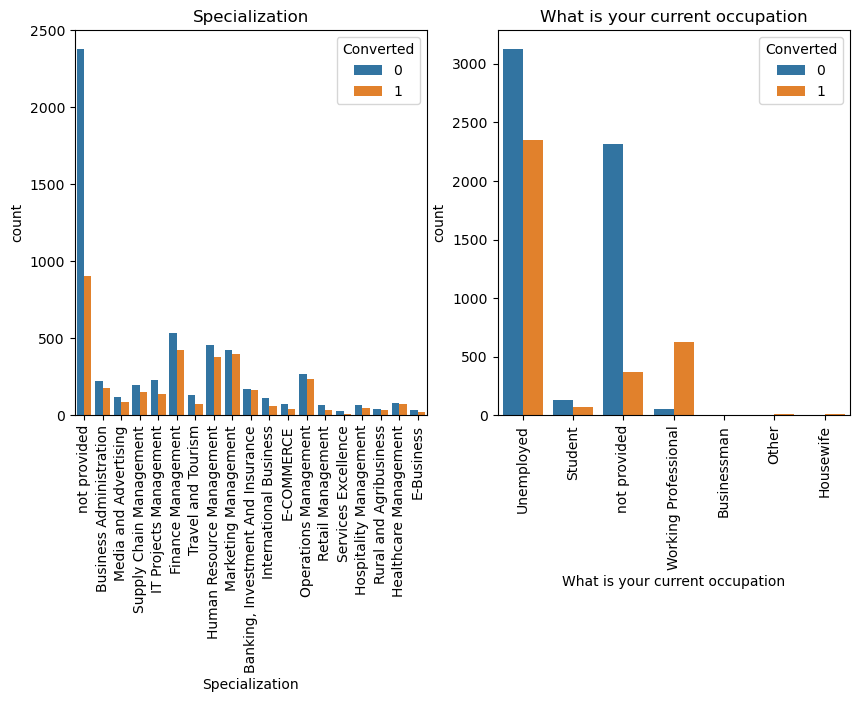 Specialization
2500
2000
1500
1000
500
0
count
Converted
0
1
not provided
Business Administration
Media and Advertising
Supply Chain Management
IT Projects Management
Finance Management
Travel and Tourism
Human Resource Management
Marketing Management
Banking, Investment And Insurance
International Business
E-COMMERCE
Operations Management
Retail Management
Services Excellence
Hospitality Management
Rural and Agribusiness
Healthcare Management
E-Business
Specialization
What is your current occupation
3000
2500
2000
1500
1000
500
0
count
Converted
0
1
Unemployed
Student
not provided
Working Professional
Businessman
Other
Housewife
What is your current occupation